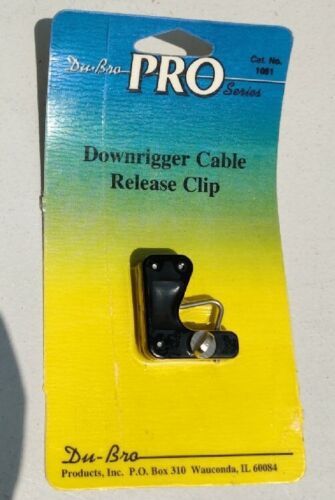 Du-Bro PRO Series
Cat. No.
1061
Downrigger Cable
Release Clip
Du-Bro
Products, Inc. P.O. Box 310 Wauconda, IL 60084